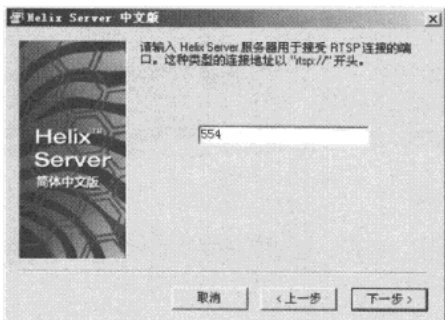 Helix Server 中文版
请输入 Helix Server 服务器用于接受 RTSP 连接的端
口。这种类型的连接地址以 "rtsp://" 开头。
554
Helix™
Server
简体中文版
取消
<上一步
下一步>